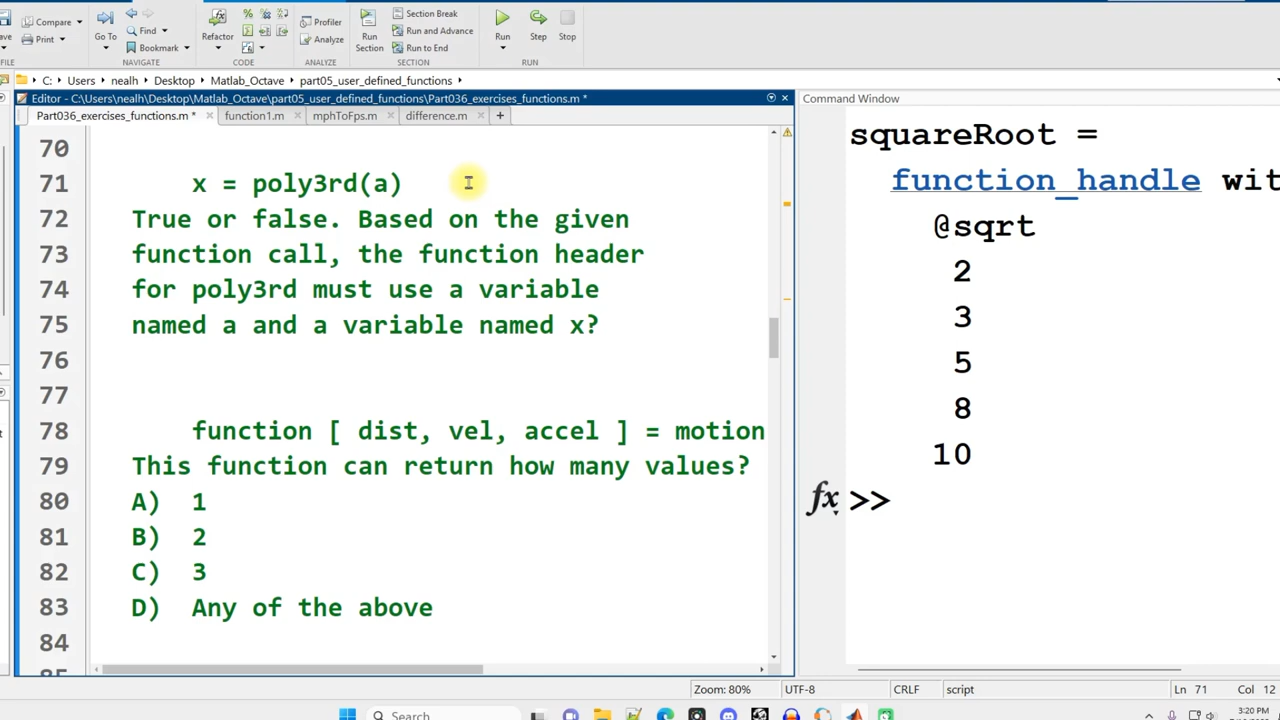 Compare
Print
FILE
Go To
Find
Bookmark
NAVIGATE
Refactor
CODE
Profiler
Analyze
ANALYZE
Run
Section
Section Break
Run and Advance
Run to End
SECTION
Run
Step
Stop
RUN
C: Users nealh Desktop Matlab_Octave part05_user_defined_functions
Editor - C:\Users\nealh\Desktop\Matlab_Octave\part05_user_defined_functions\Part036_exercises_functions.m *
Part036_exercises_functions.m * function1.m mphToFps.m difference.m
70
71 x = poly3rd(a)
72 True or false. Based on the given
73 function call, the function header
74 for poly3rd must use a variable
75 named a and a variable named x?
76
77
78 function [ dist, vel, accel ] = motion
79 This function can return how many values?
80 A) 1
81 B) 2
82 C) 3
83 D) Any of the above
84
Command Window
squareRoot =
function_handle wit
@sqrt
2
3
5
8
10
fx >>
Zoom: 80% UTF-8 CRLF script Ln 71 Col 12
Search
3:20 PM